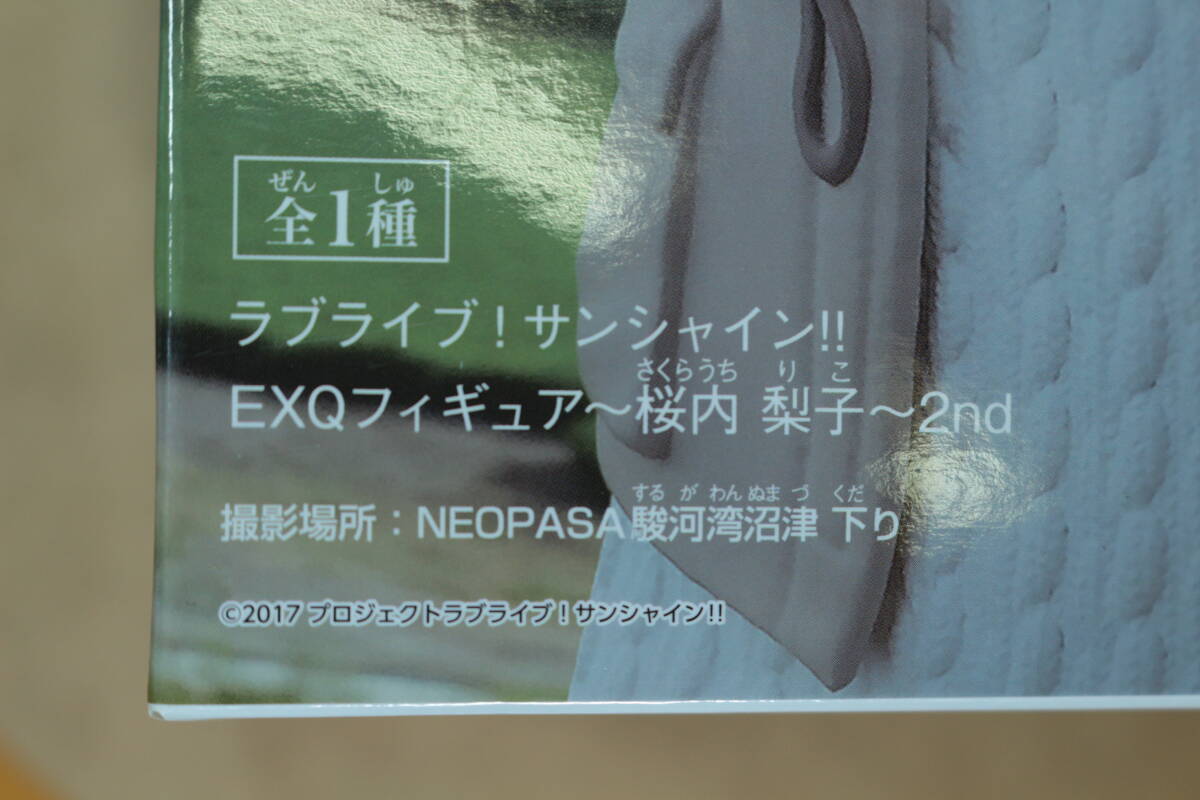 ぜん しゅ
全1種
ラブライブ！サンシャイン!!
さくらうち りこ
EXQフィギュア～桜内 梨子～2nd
するがわんぬまづ くだ
撮影場所：NEOPASA駿河湾沼津 下り
©2017 プロジェクトラブライブ！サンシャイン!!